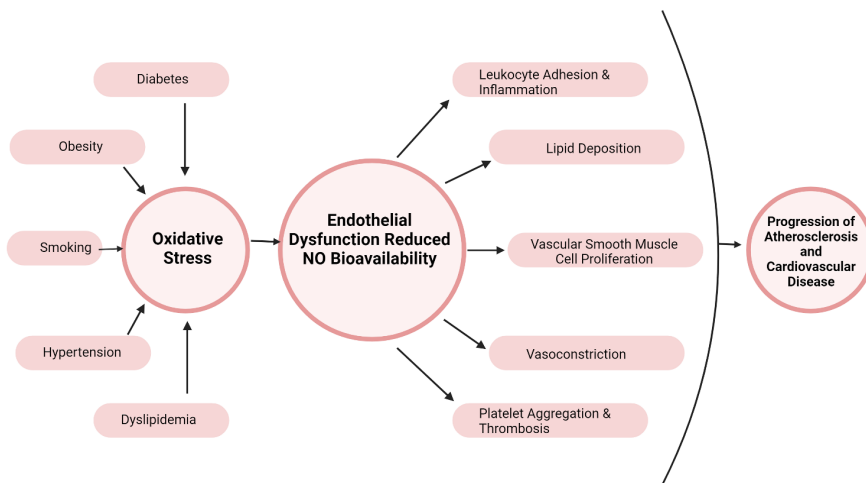 Diabetes
Obesity
Smoking
Hypertension
Dyslipidemia
Oxidative
Stress
Endothelial
Dysfunction Reduced
NO Bioavailability
Leukocyte Adhesion &
Inflammation
Lipid Deposition
Vascular Smooth Muscle
Cell Proliferation
Vasoconstriction
Platelet Aggregation &
Thrombosis
Progression of
Atherosclerosis
and
Cardiovascular
Disease